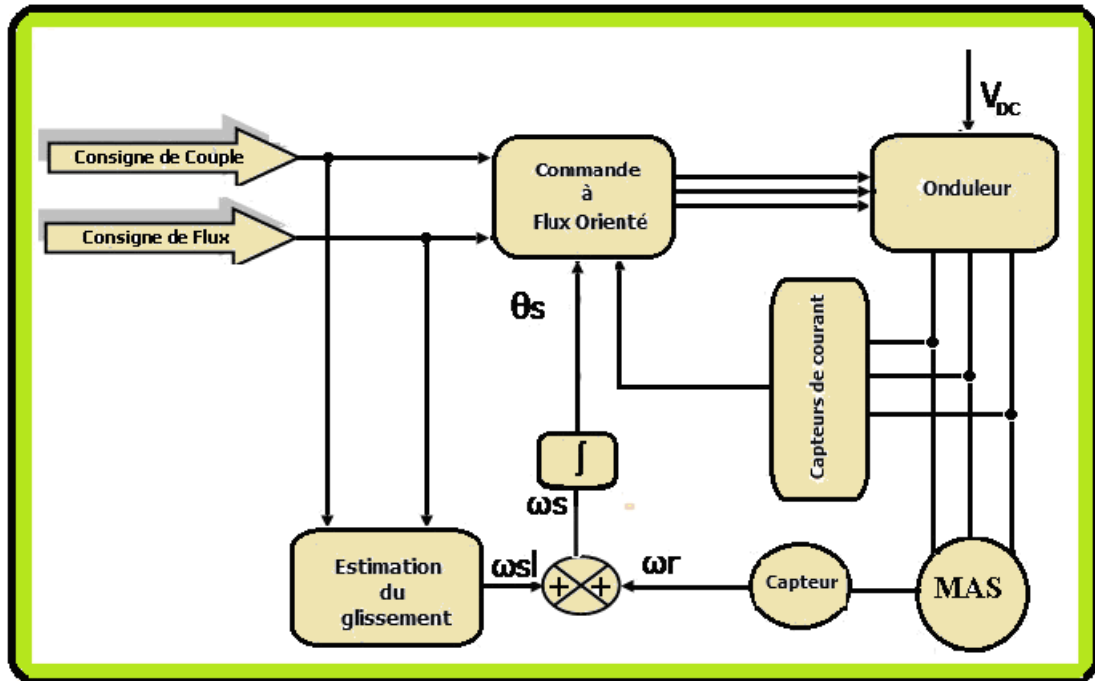 V_DC
Consigne de Couple
Commande
à
Flux Orienté
Onduleur
Consigne de Flux
θs
Capteurs de courant
∫
ωs
Estimation
du
glissement
ωsl
+ +
ωr
Capteur
MAS